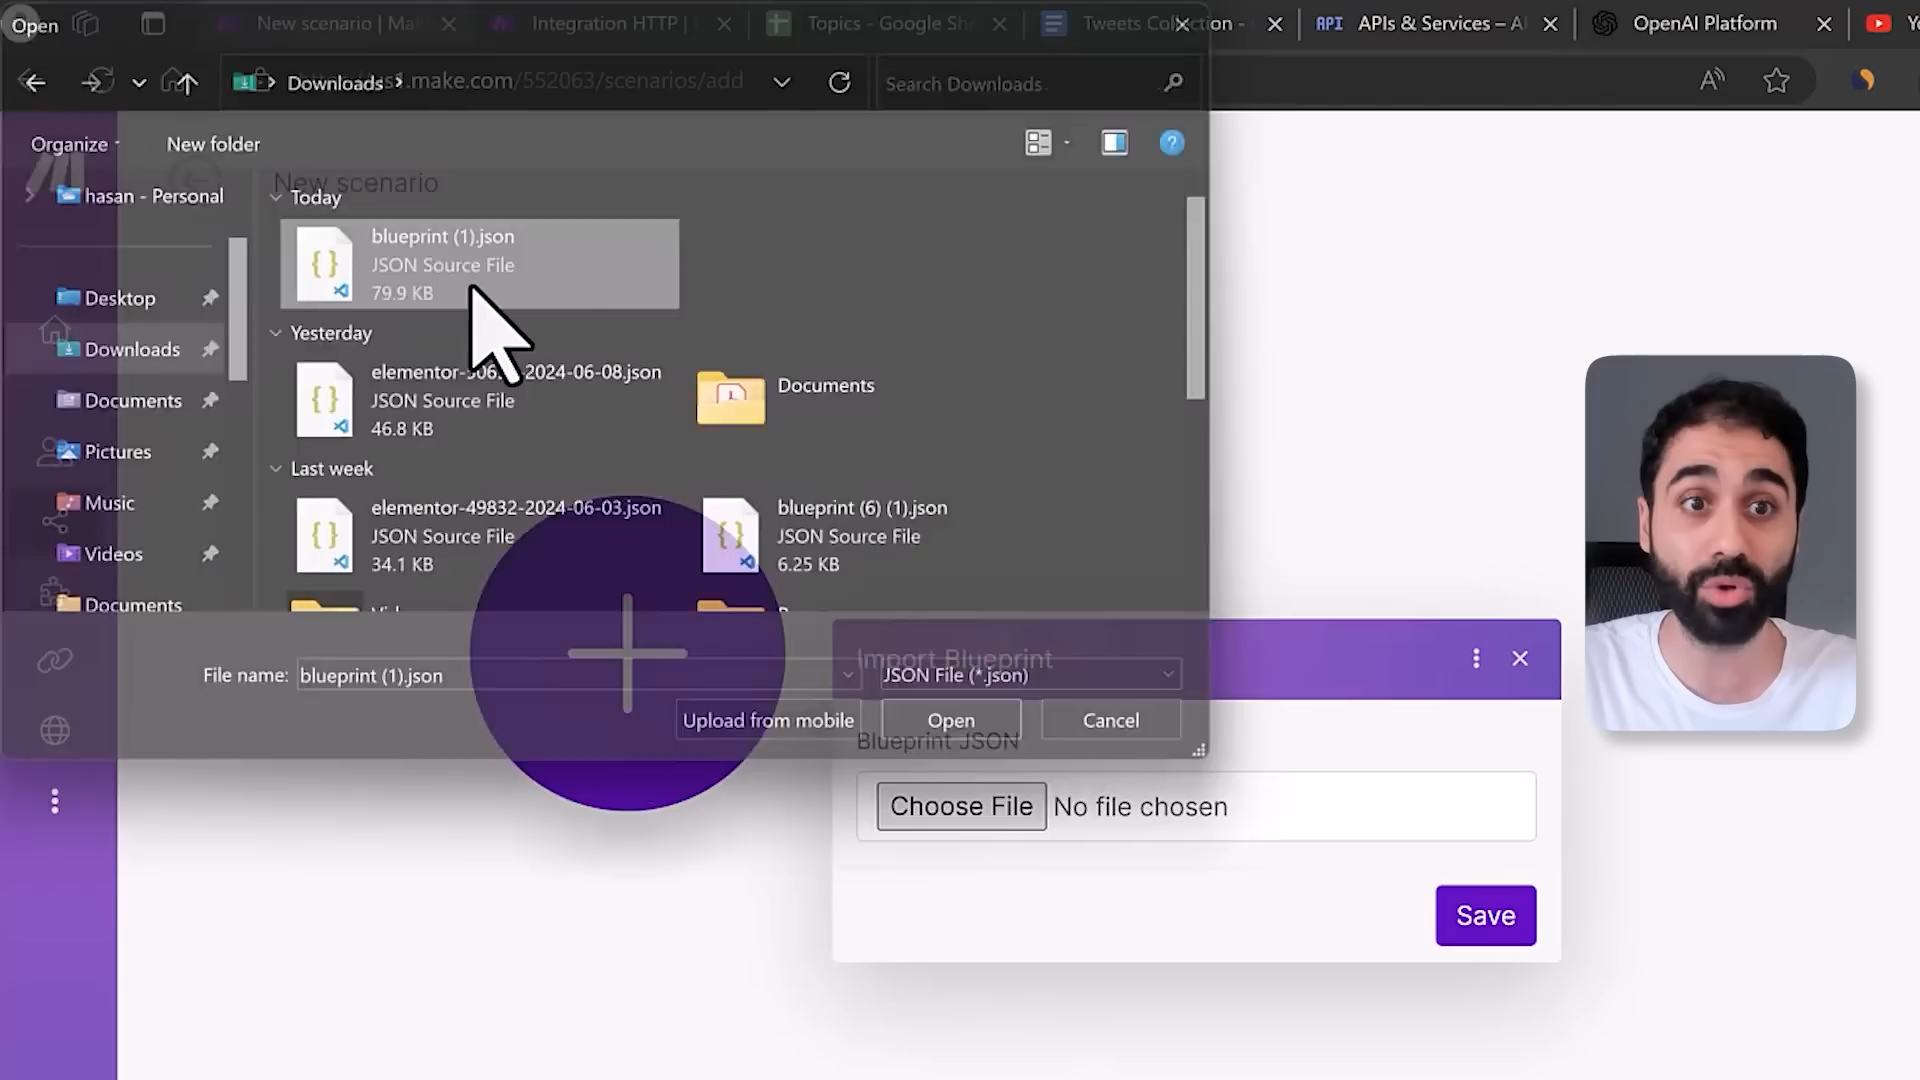 Open
New scenario | Mak
Integration HTTP |
Topics - Google She
Tweets Collection -
API APIs & Services – A
OpenAI Platform
Downloads
s1.make.com/552063/scenarios/add
Search Downloads
Organize
New folder
New scenario
hasan - Personal
Today
blueprint (1).json
JSON Source File
79.9 KB
Desktop
Yesterday
Downloads
2024-06-08.json
Documents
JSON Source File
Documents
46.8 KB
Pictures
Last week
Music
elementor-49832-2024-06-03.json
blueprint (6) (1).json
JSON Source File
JSON Source File
Videos
34.1 KB
6.25 KB
Documents
File name:
blueprint (1).json
Import Blueprint
JSON File (*.json)
Upload from mobile
Open
Cancel
Blueprint JSON
Choose File
No file chosen
Save